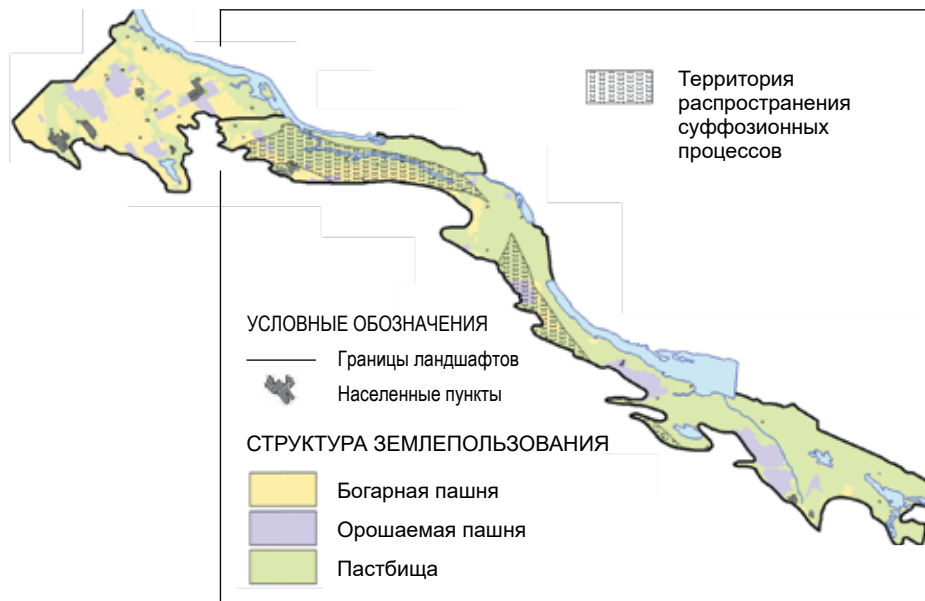 Территория
распространения
суффозионных
процессов
УСЛОВНЫЕ ОБОЗНАЧЕНИЯ
Границы ландшафтов
Населенные пункты
СТРУКТУРА ЗЕМЛЕПОЛЬЗОВАНИЯ
Богарная пашня
Орошаемая пашня
Пастбища